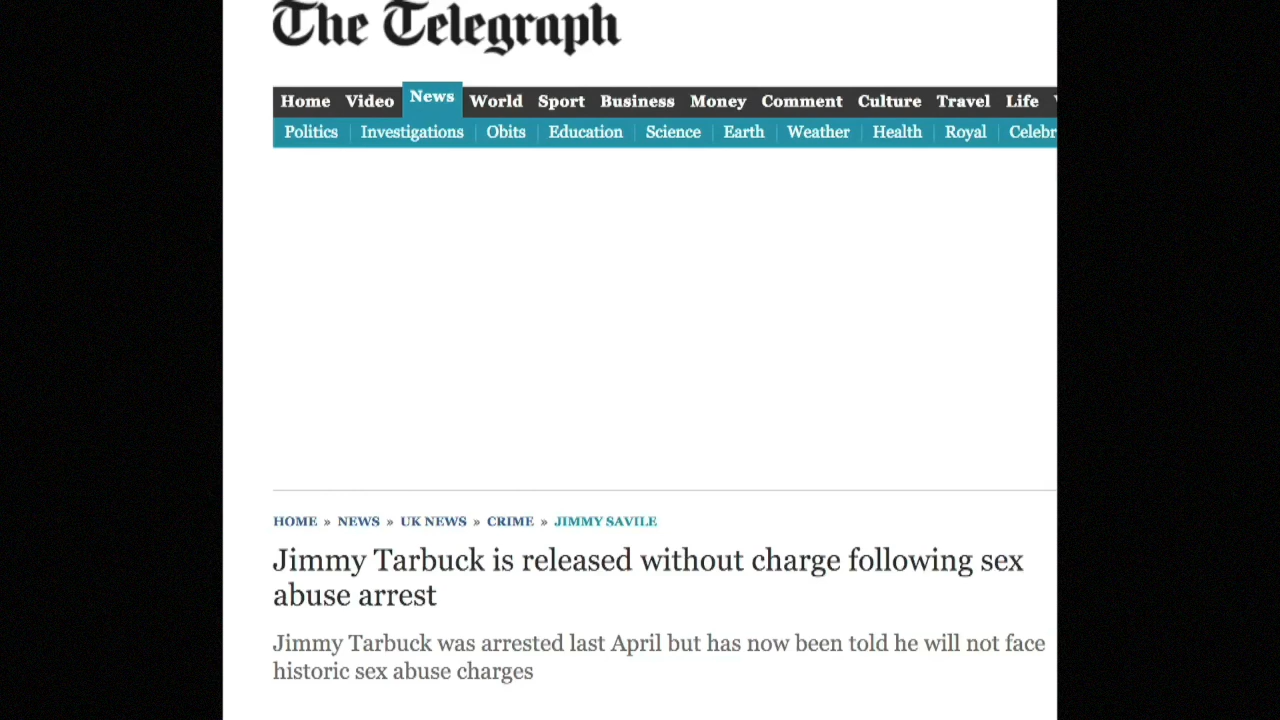 The Telegraph
Home Video News World Sport Business Money Comment Culture Travel Life
Politics Investigations Obits Education Science Earth Weather Health Royal Celebr
HOME » NEWS » UK NEWS » CRIME » JIMMY SAVILE
Jimmy Tarbuck is released without charge following sex
abuse arrest
Jimmy Tarbuck was arrested last April but has now been told he will not face
historic sex abuse charges